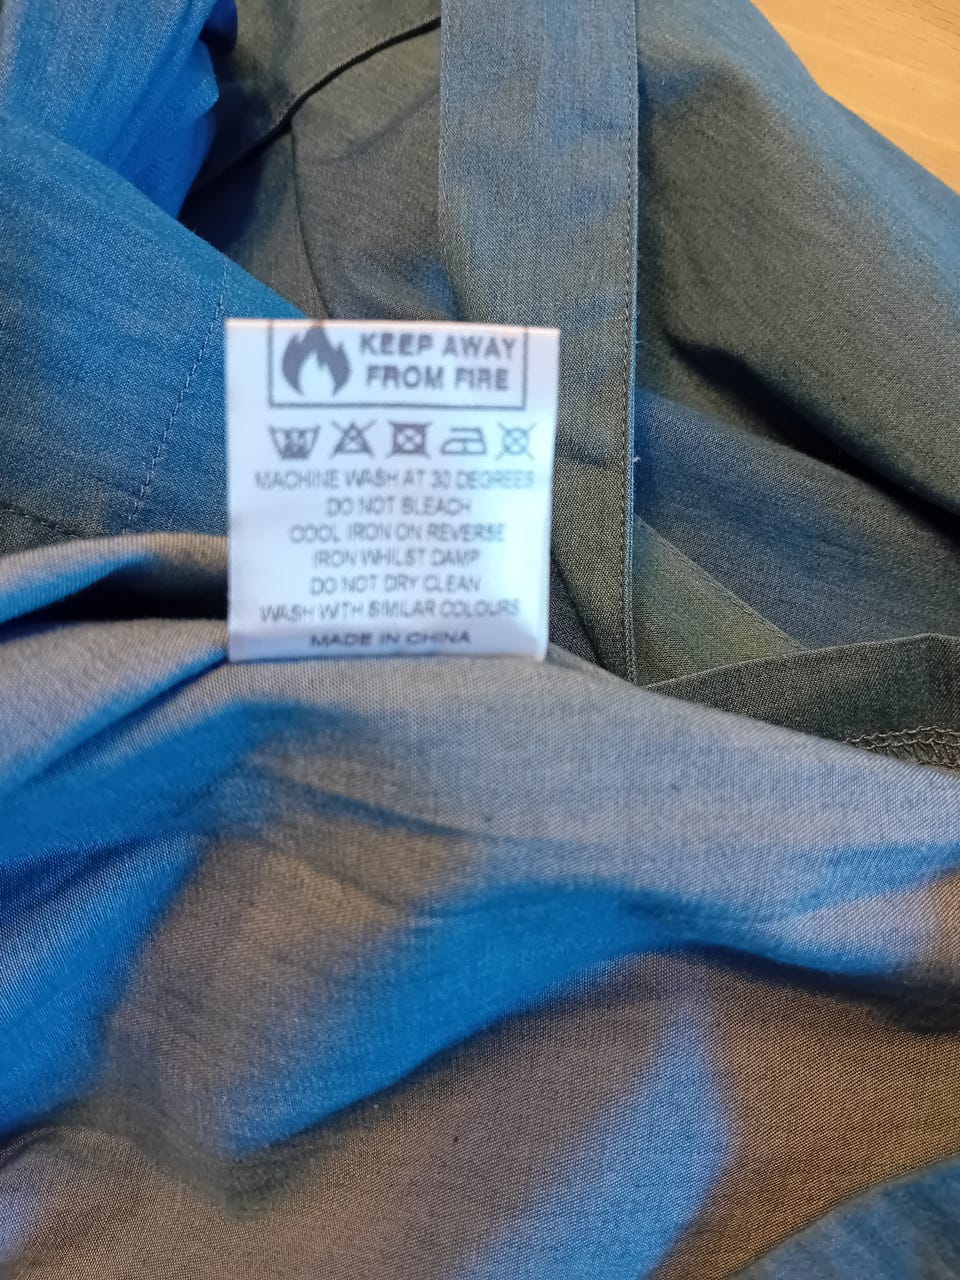 KEEP AWAY
FROM FIRE
MACHINE WASH AT 30 DEGREES
DO NOT BLEACH
COOL IRON ON REVERSE
IRON WHILST DAMP
DO NOT DRY CLEAN
WASH WITH SIMILAR COLOURS
MADE IN CHINA